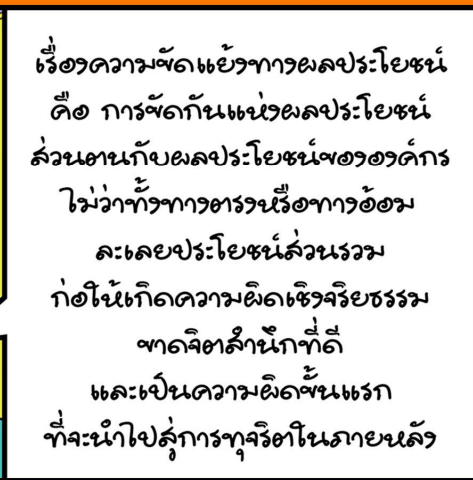 เรื่องความขัดแย้งทางผลประโยชน์
คือ การขัดกันแห่งผลประโยชน์
ส่วนตนกับผลประโยชน์ขององค์กร
ไม่ว่าทั้งทางตรงหรือทางอ้อม
ละเลยประโยชน์ส่วนรวม
ก่อให้เกิดความผิดเชิงจริยธรรม
ขาดจิตสำนึกที่ดี
และเป็นความผิดขั้นแรก
ที่จะนำไปสู่การทุจริตในภายหลัง